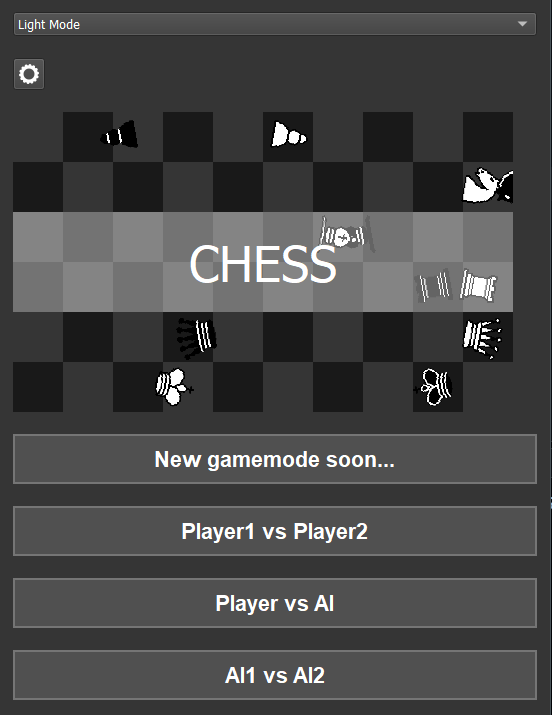 Light Mode
CHESS
New gamemode soon...
Player1 vs Player2
Player vs AI
AI1 vs AI2